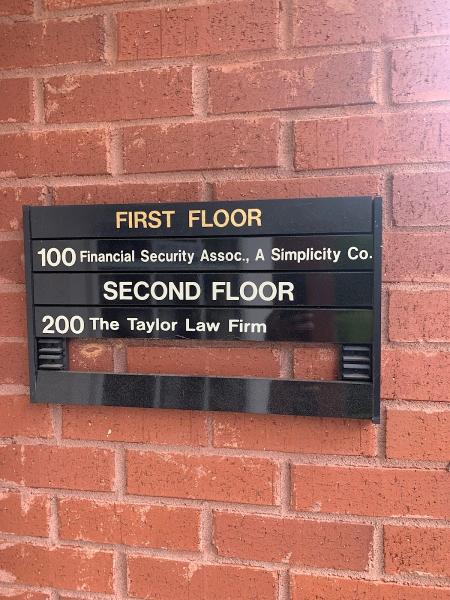 FIRST FLOOR
100 Financial Security Assoc., A Simplicity Co.
SECOND FLOOR
200 The Taylor Law Firm